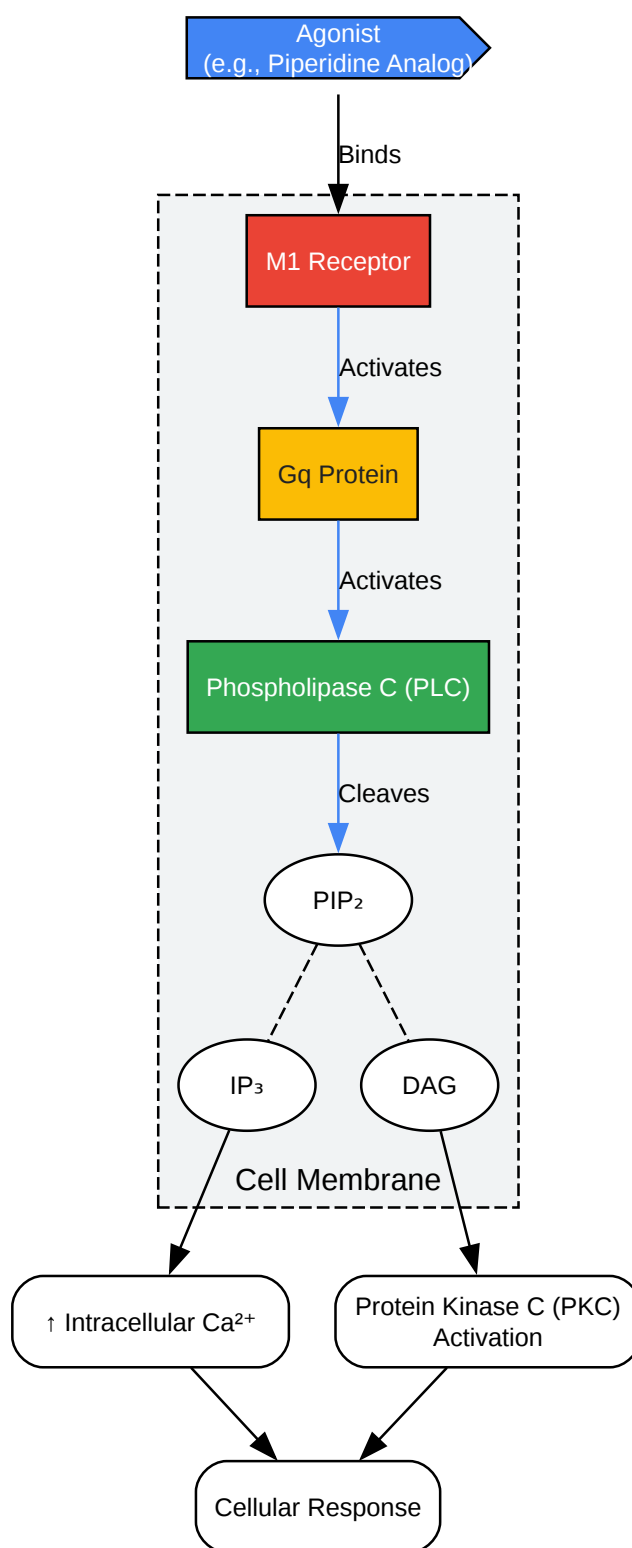 Agonist
(e.g., Piperidine Analog)
Binds
M1 Receptor
Activates
Gq Protein
Activates
Phospholipase C (PLC)
Cleaves
PIP₂
IP₃
DAG
Cell Membrane
↑ Intracellular Ca²⁺
Protein Kinase C (PKC)
Activation
Cellular Response